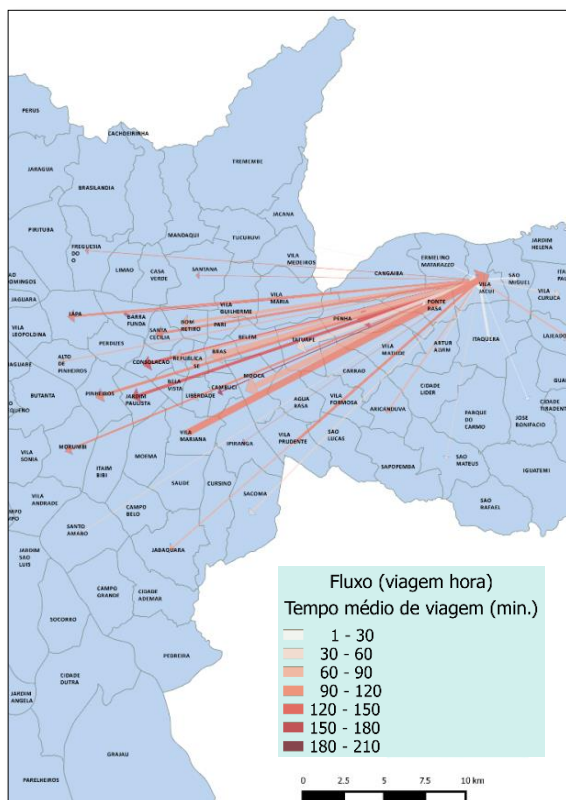 PERUS
CACHOEIRINHA
JARAGUA
TREMEMBE
BRASILANDIA
JACANA
PIRITUBA
MANDAQUI
TUCURUVI
FREGUESIA
DO
O
LIMAO
CASA
VERDE
SANTANA
VILA
MEDEIROS
CANGAIBA
ERMELINO
MATARAZZO
JARDIM
HELENA
AO
DOMINGOS
SAO
MIGUEL
VILA
JACUI
VILA
CURUCA
JAGUARA
LAPA
BARRA
FUNDA
BOM
RETIRO
PARI
VILA
GUILHERME
VILA
MARIA
PENHA
PONTE
RASA
ITAQUERA
LAJEADO
VILA
LEOPOLDINA
PERDIZES
SANTA
CECILIA
BRAS
BELEM
TATUAPE
VILA
MATILDE
ARTUR
ALVIM
AGUARE
ALTO
DE
PINHEIROS
CONSOLACAO
REPUBLICA
SE
MOOCA
CARRAO
CIDADE
LIDER
BUTANTA
PINHEIROS
JARDIM
PAULISTA
BELA
VISTA
LIBERDADE
CAMBUCI
AGUA
RASA
VILA
FORMOSA
ARICANDUVA
PARQUE
DO
CARMO
JOSE
BONIFACIO
CIDADE
TIRADENT
MORUMBI
VILA
SONIA
ITAIM
BIBI
MOEMA
VILA
MARIANA
IPIRANGA
VILA
PRUDENTE
SAO
LUCAS
SAPOPEMBA
SAO
MATEUS
IGUATEMI
SAO
RAFAEL
VILA
ANDRADE
SANTO
AMARO
CAMPO
BELO
SAUDE
CURSINO
SACOMA
JABAQUARA
JARDIM
SAO
LUIS
CAMPO
GRANDE
CIDADE
ADEMAR
SOCORRO
PEDREIRA
CIDADE
DUTRA
JARDIM
ANGELA
GRAJAU
PARELHEIROS
Fluxo (viagem hora)
Tempo médio de viagem (min.)
1 - 30
30 - 60
60 - 90
90 - 120
120 - 150
150 - 180
180 - 210
0 2.5 5 7.5 10 km